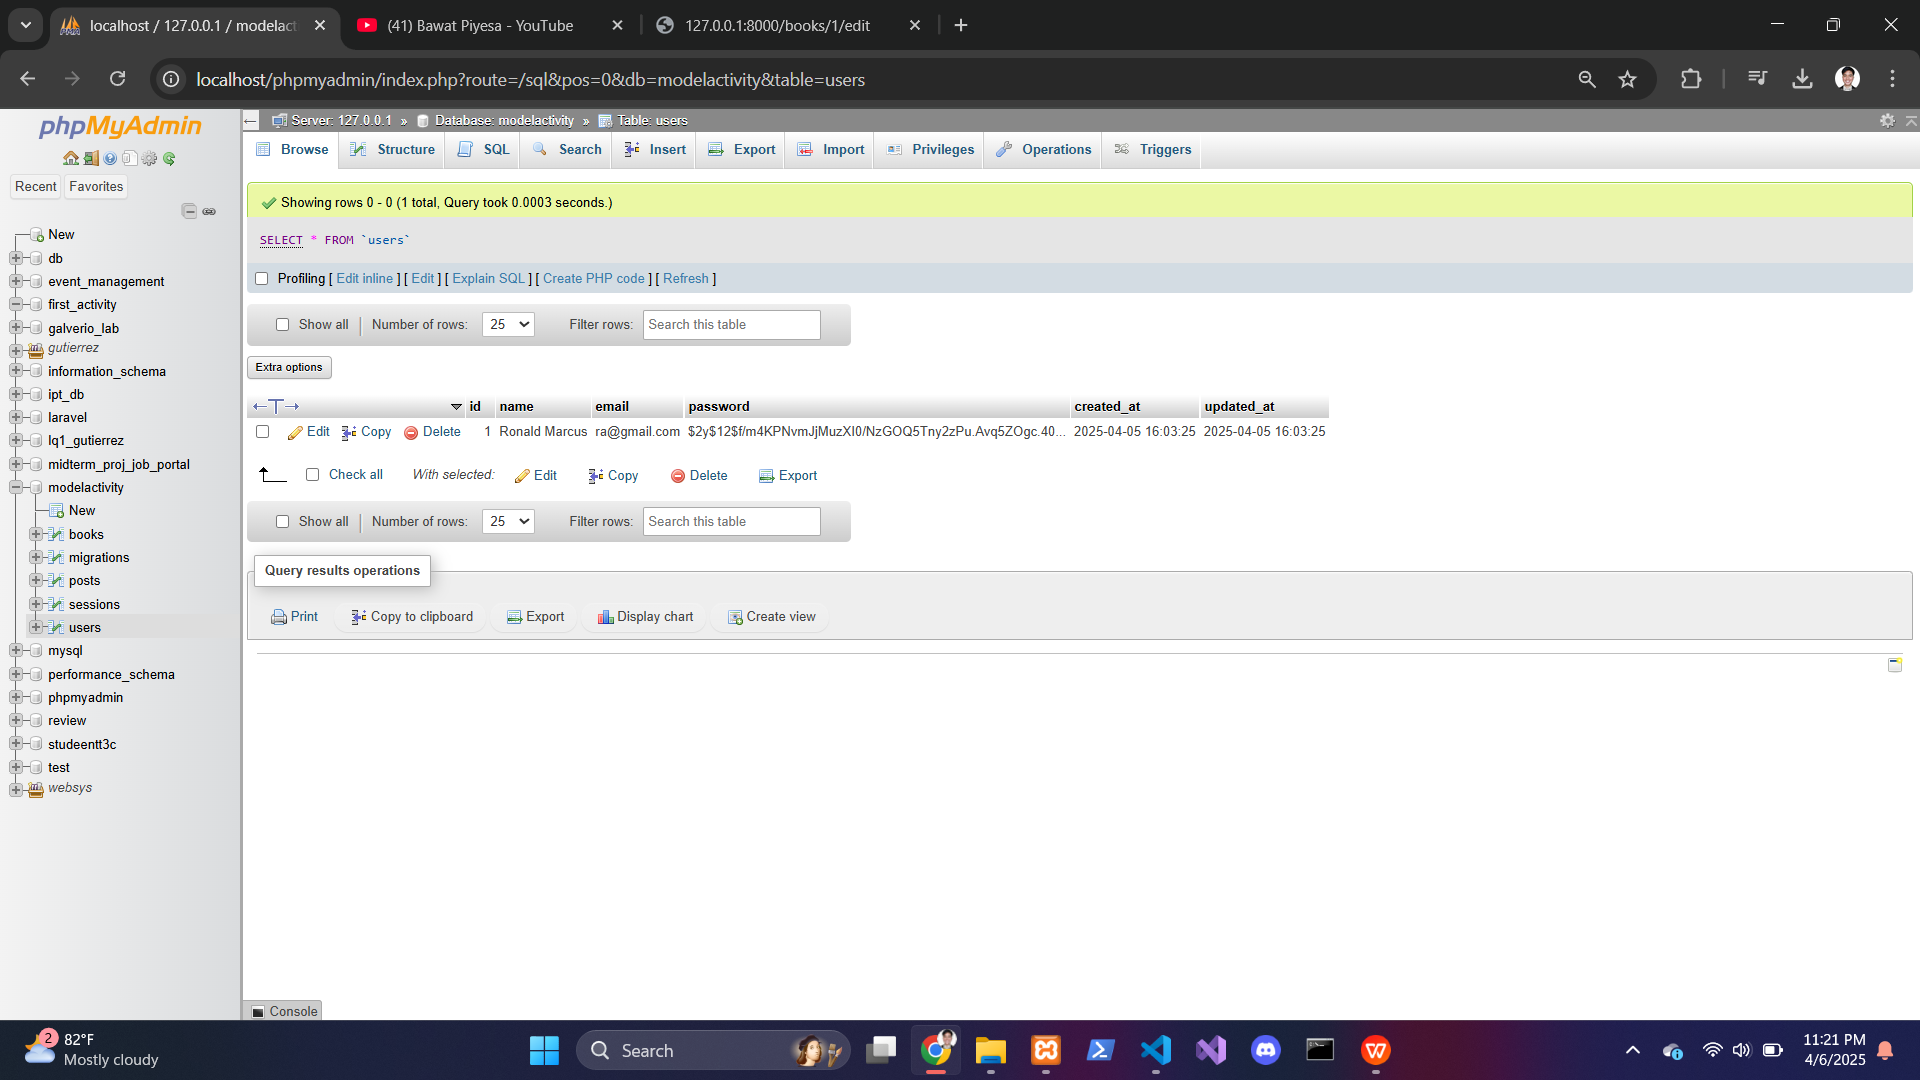 localhost / 127.0.0.1 / modelact
(41) Bawat Piyesa - YouTube
127.0.0.1:8000/books/1/edit
localhost/phpmyadmin/index.php?route=/sql&pos=0&db=modelactivity&table=users
phpMyAdmin
Recent
Favorites
New
db
event_management
first_activity
galverio_lab
gutierrez
information_schema
ipt_db
laravel
lq1_gutierrez
midterm_proj_job_portal
modelactivity
New
books
migrations
posts
sessions
users
mysql
performance_schema
phpmyadmin
review
studeentt3c
test
websys
Server: 127.0.0.1 » Database: modelactivity » Table: users
Browse Structure SQL Search Insert Export Import Privileges Operations Triggers
Showing rows 0 - 0 (1 total, Query took 0.0003 seconds.)
SELECT * FROM `users`
Profiling [ Edit inline ] [ Edit ] [ Explain SQL ] [ Create PHP code ] [ Refresh ]
Show all | Number of rows: 25 Filter rows: Search this table
Extra options
←T→ id name email password created_at updated_at
Edit Copy Delete 1 Ronald Marcus ra@gmail.com $2y$12$f/m4KPNvmJjMuzXI0/NzGOQ5Tny2zPu.Avq5ZOgc.40... 2025-04-05 16:03:25 2025-04-05 16:03:25
Check all With selected: Edit Copy Delete Export
Show all | Number of rows: 25 Filter rows: Search this table
Query results operations
Print Copy to clipboard Export Display chart Create view
Console
2
82°F
Mostly cloudy
Search
11:21 PM
4/6/2025